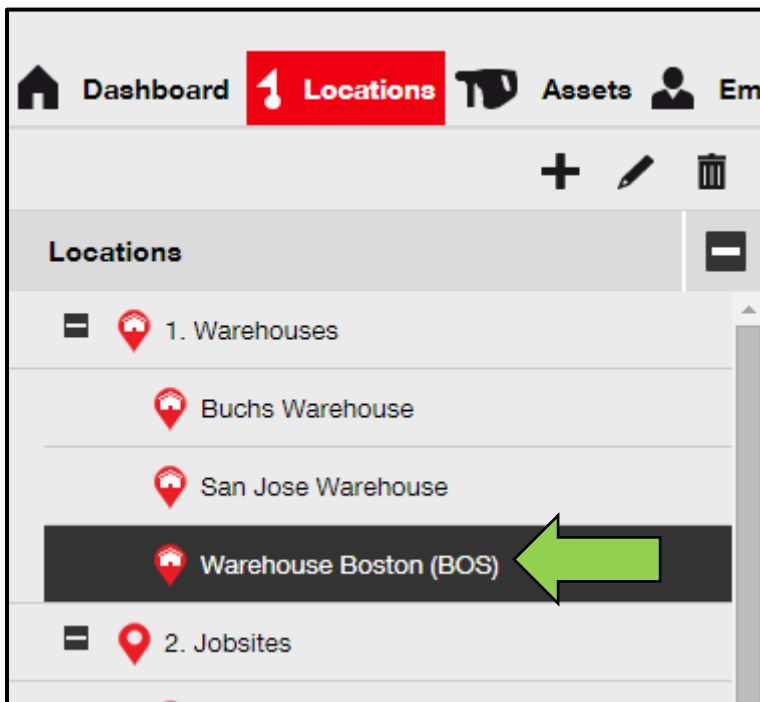 Dashboard Locations Assets Em
Locations
1. Warehouses
Buchs Warehouse
San Jose Warehouse
Warehouse Boston (BOS)
2. Jobsites